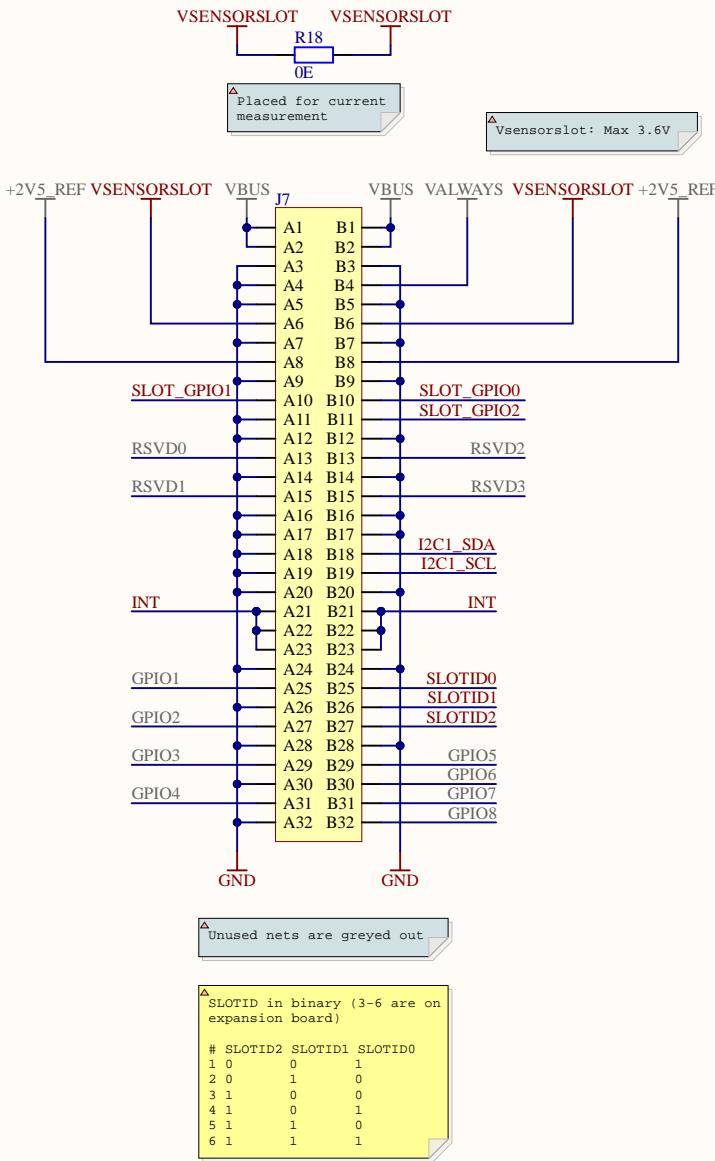 VSENSORSLOT VSENSORSLOT
R18
0E
Placed for current
measurement
Vsensorslot: Max 3.6V
+2V5_REF VSENSORSLOT VBUS VBUS VALWAYS VSENSORSLOT +2V5_REF
J7
A1 B1
A2 B2
A3 B3
A4 B4
A5 B5
A6 B6
A7 B7
A8 B8
A9 B9
SLOT_GPIO1 A10 B10 SLOT_GPIO0
A11 B11 SLOT_GPIO2
A12 B12
RSVD0 A13 B13 RSVD2
A14 B14
RSVD1 A15 B15 RSVD3
A16 B16
A17 B17
A18 B18 I2C1_SDA
A19 B19 I2C1_SCL
A20 B20
INT A21 B21 INT
A22 B22
A23 B23
A24 B24
GPIO1 A25 B25 SLOTID0
A26 B26 SLOTID1
GPIO2 A27 B27 SLOTID2
A28 B28
GPIO3 A29 B29 GPIO5
A30 B30 GPIO6
GPIO4 A31 B31 GPIO7
A32 B32 GPIO8
GND GND
Unused nets are greyed out
SLOTID in binary (3-6 are on
expansion board)
# SLOTID2 SLOTID1 SLOTID0
1 0 0 1
2 0 1 0
3 1 0 0
4 1 0 1
5 1 1 0
6 1 1 1